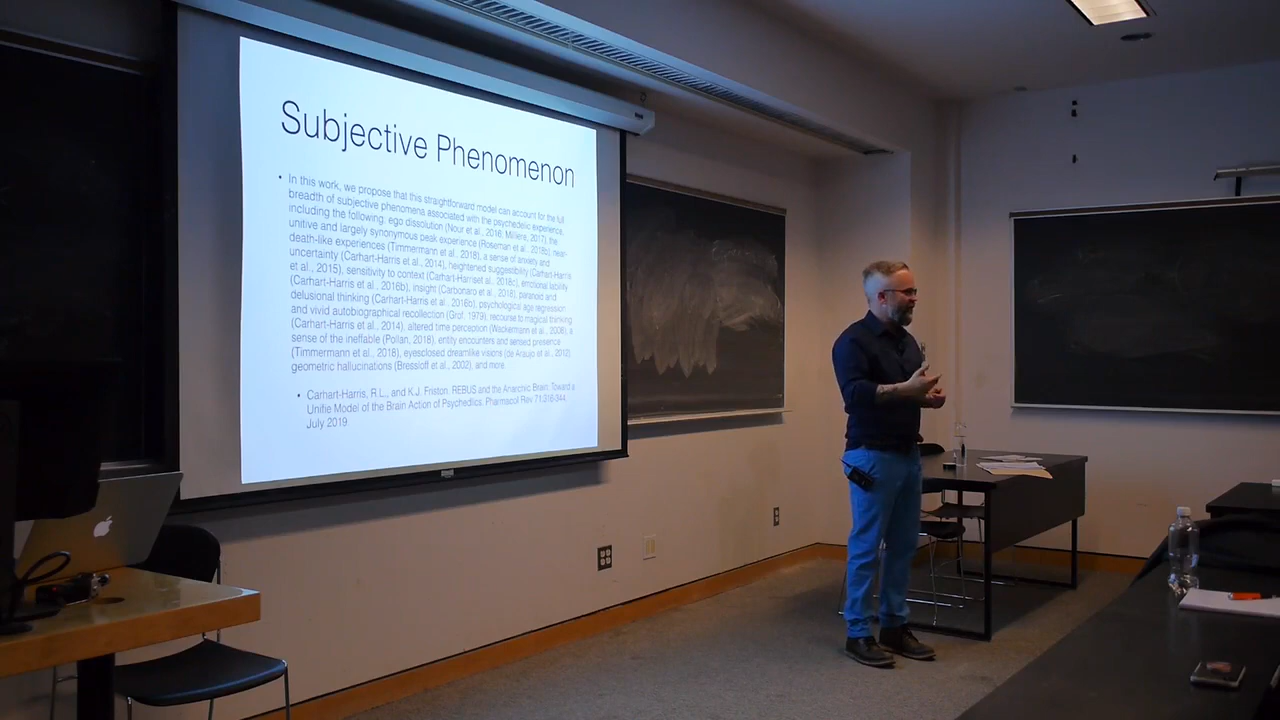 Subjective Phenomenon
• In this work, we propose that this straightforward model can account for the full
breadth of subjective phenomena associated with the psychedelic experience,
including the following: ego dissolution (Nour et al., 2016; Millière, 2017), the
unitive and largely synonymous peak experience (Roseman et al., 2018b), near-
death-like experiences (Timmermann et al., 2018), a sense of anxiety and
uncertainty (Carhart-Harris et al., 2014), heightened suggestibility (Carhart-Harris
et al., 2015), sensitivity to context (Carhart-Harriset al., 2018c), emotional lability
(Carhart-Harris et al., 2016b), insight (Carbonaro et al., 2018), paranoid and
delusional thinking (Carhart-Harris et al., 2016b), psychological age regression
and vivid autobiographical recollection (Grof, 1979), recourse to magical thinking
(Carhart-Harris et al., 2014), altered time perception (Wackermann et al., 2008), a
sense of the ineffable (Pollan, 2018), entity encounters and sensed presence
(Timmermann et al., 2018), eyesclosed dreamlike visions (de Araujo et al., 2012),
geometric hallucinations (Bressloff et al., 2002), and more
• Carhart-Harris, R.L., and K.J. Friston. REBUS and the Anarchic Brain: Toward a
Unifie Model of the Brain Action of Psychedlics. Pharmacol Rev 71:316-344,
July 2019